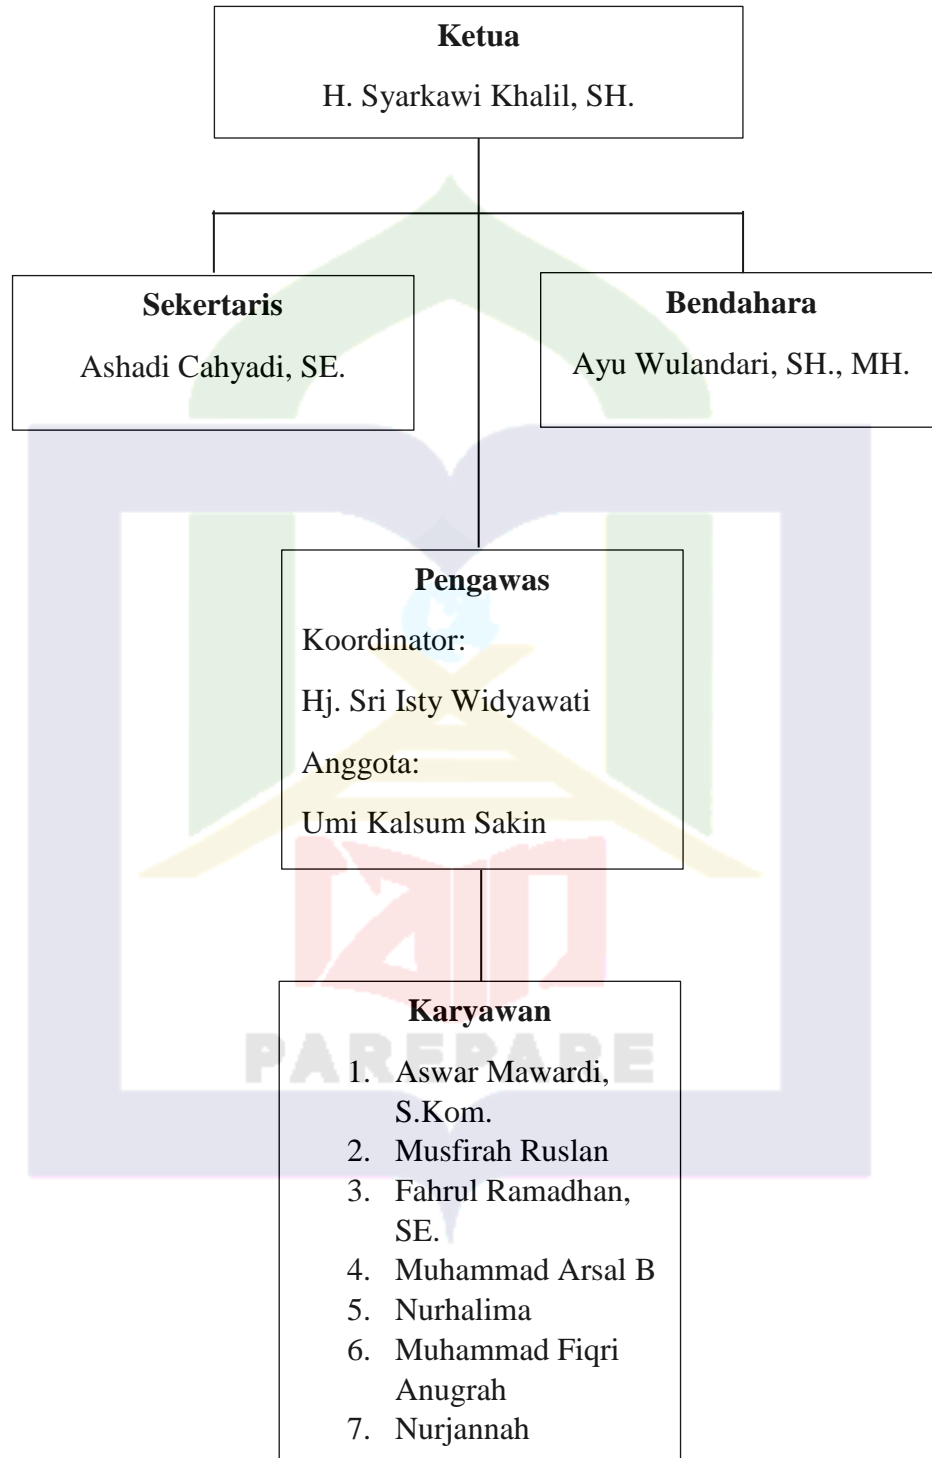 Ketua
H. Syarkawi Khalil, SH.
Sekertaris
Ashadi Cahyadi, SE.
Bendahara
Ayu Wulandari, SH., MH.
Pengawas
Koordinator:
Hj. Sri Isty Widyawati
Anggota:
Umi Kalsum Sakin
Karyawan
PAREPARE
1. Aswar Mawardi,
S.Kom.
2. Musfirah Ruslan
3. Fahrul Ramadhan,
SE.
4. Muhammad Arsal B
5. Nurhalima
6. Muhammad Fiqri
Anugrah
7. Nurjannah